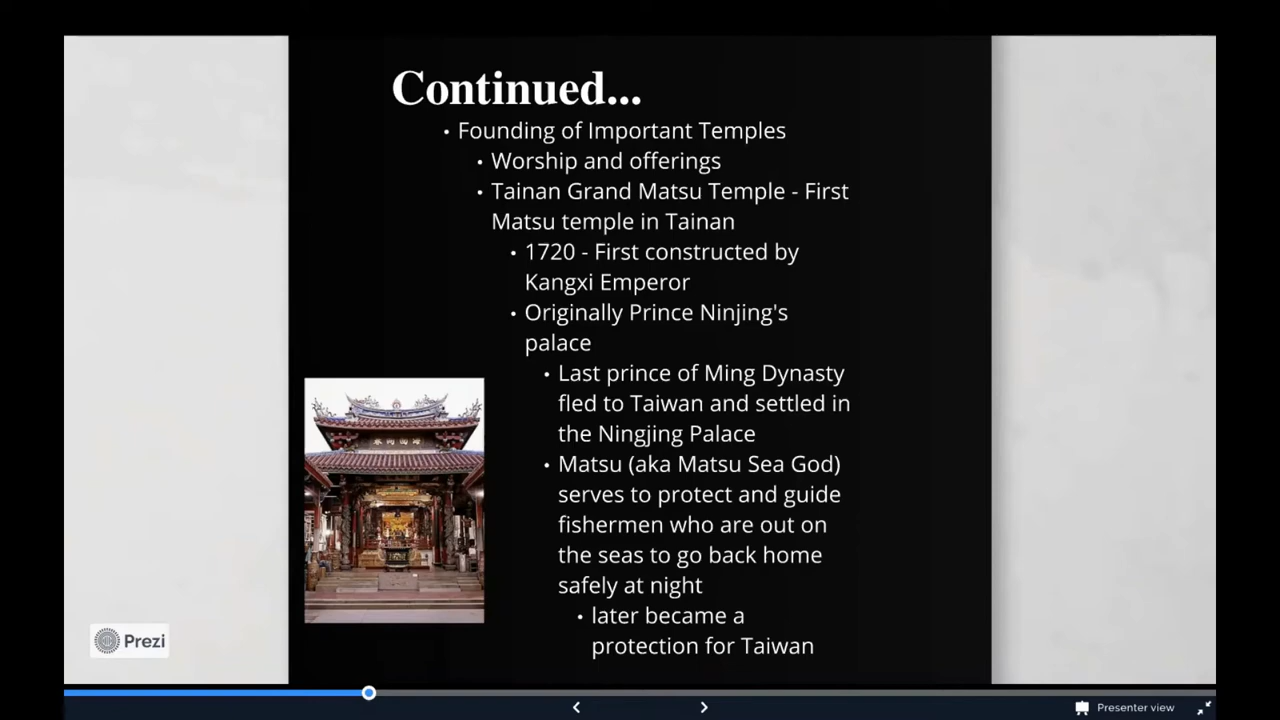 Continued...
• Founding of Important Temples
• Worship and offerings
• Tainan Grand Matsu Temple - First
Matsu temple in Tainan
• 1720 - First constructed by
Kangxi Emperor
• Originally Prince Ninjing's
palace
• Last prince of Ming Dynasty
fled to Taiwan and settled in
the Ningjing Palace
• Matsu (aka Matsu Sea God)
serves to protect and guide
fishermen who are out on
the seas to go back home
safely at night
• later became a
protection for Taiwan
Prezi
Presenter view